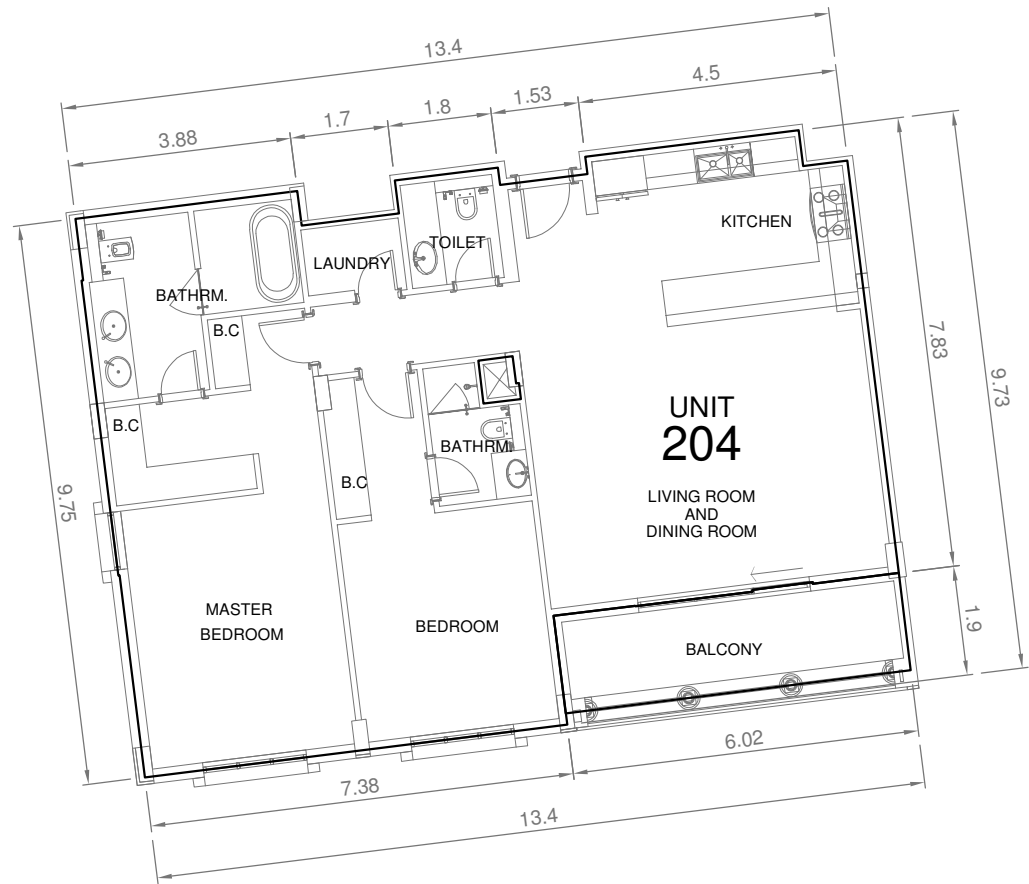 13.4
4.5
1.53
1.8
1.7
3.88
KITCHEN
TOILET
LAUNDRY
BATHRM.
B.C
7.83
9.73
UNIT
204
B.C
BATHRM.
B.C
9.75
LIVING ROOM
AND
DINING ROOM
MASTER
BEDROOM
BEDROOM
BALCONY
1.9
6.02
7.38
13.4